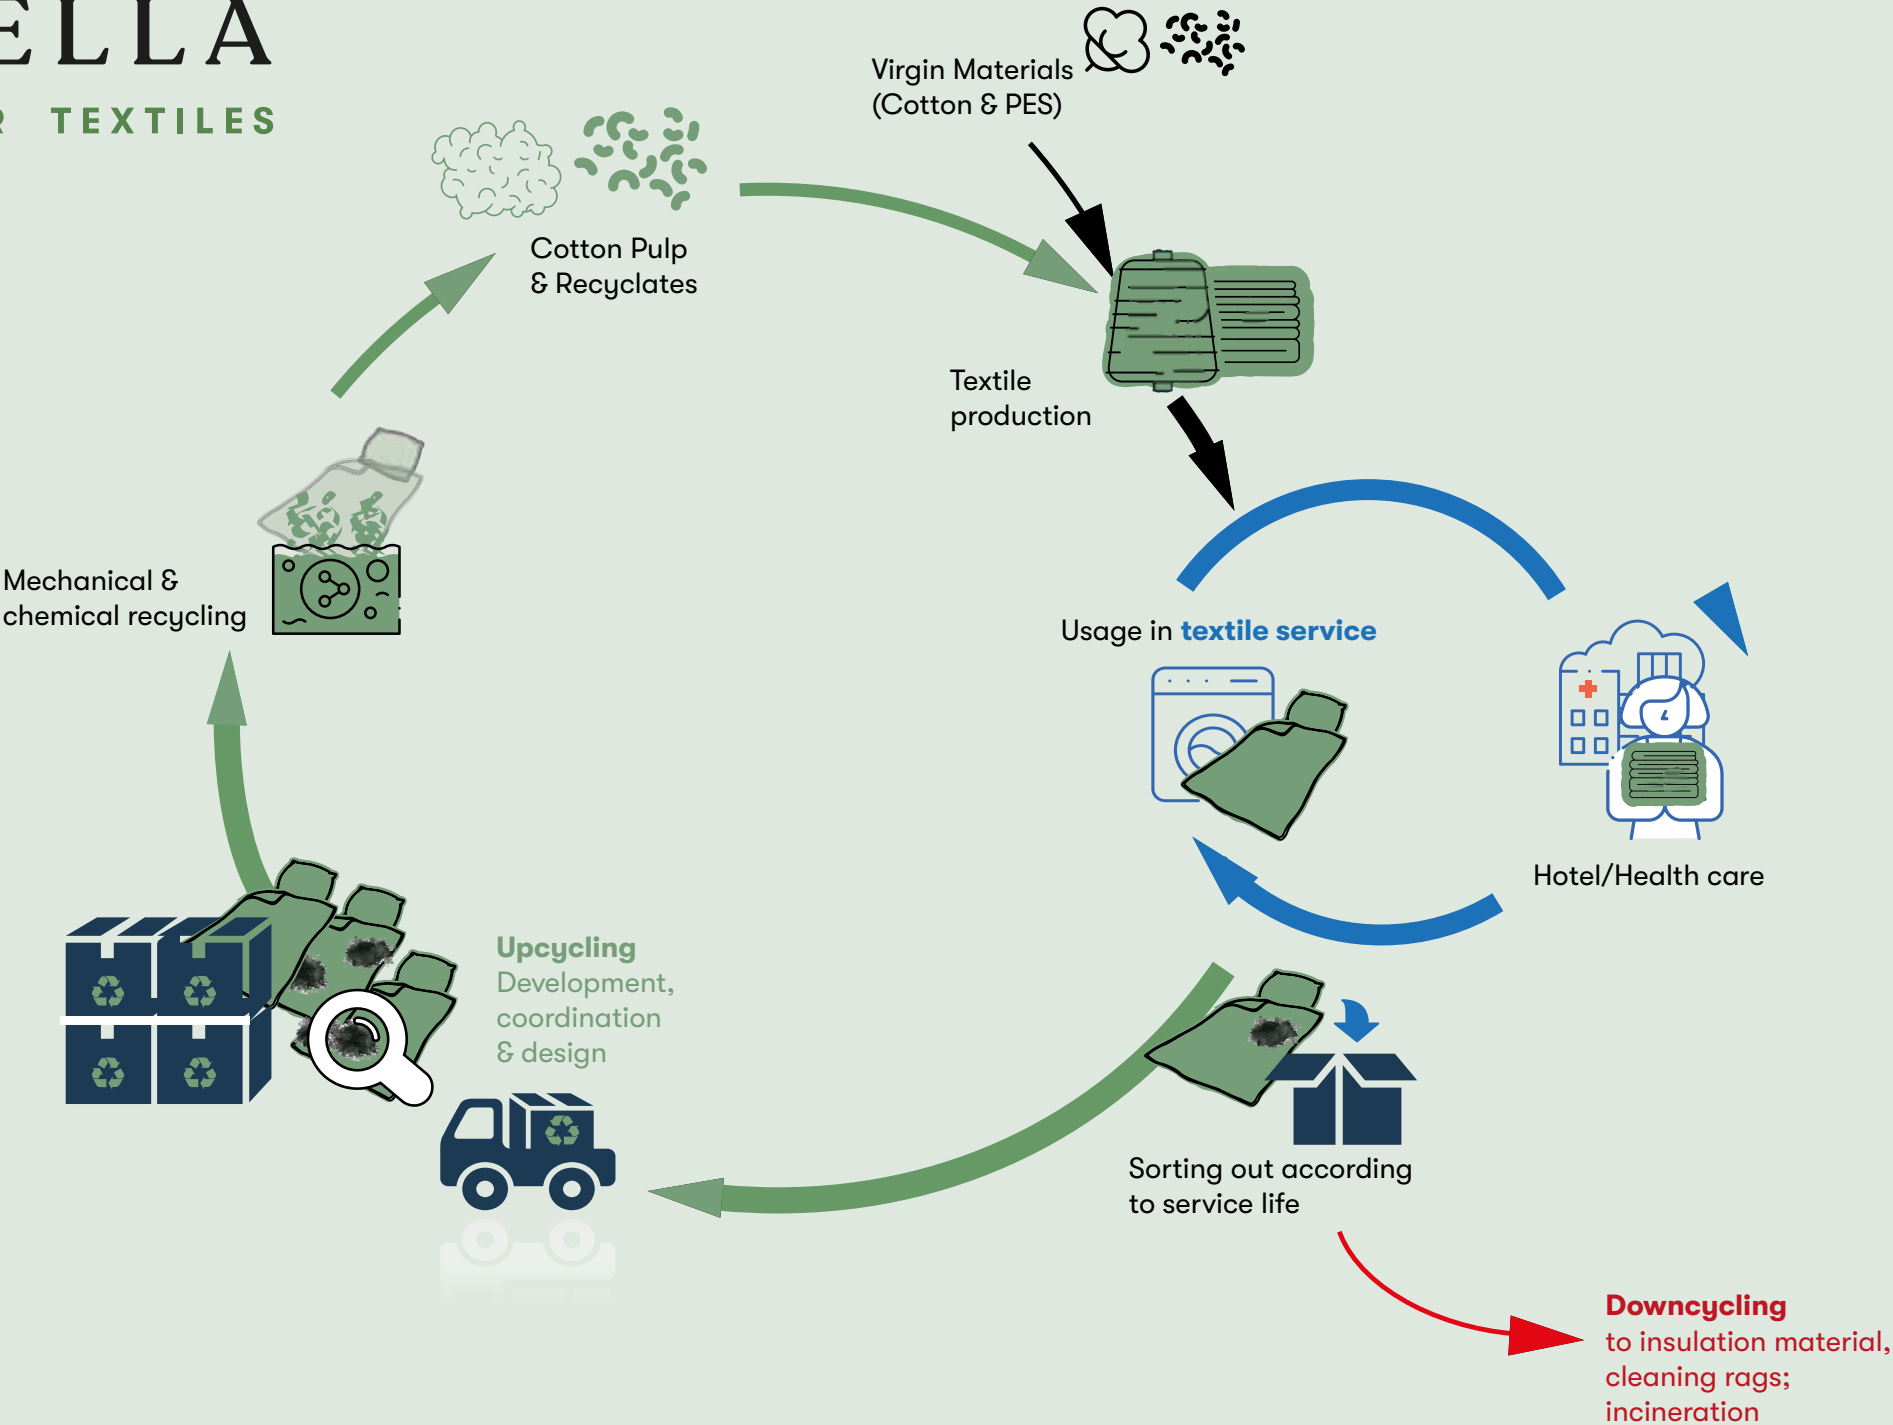 TEXTILES
Virgin Materials
(Cotton & PES)
Cotton Pulp
& Recyclates
Textile
production
Mechanical &
chemical recycling
Usage in textile service
Hotel/Health care
Upcycling
Development,
coordination
& design
Sorting out according
to service life
Downcycling
to insulation material,
cleaning rags;
incineration